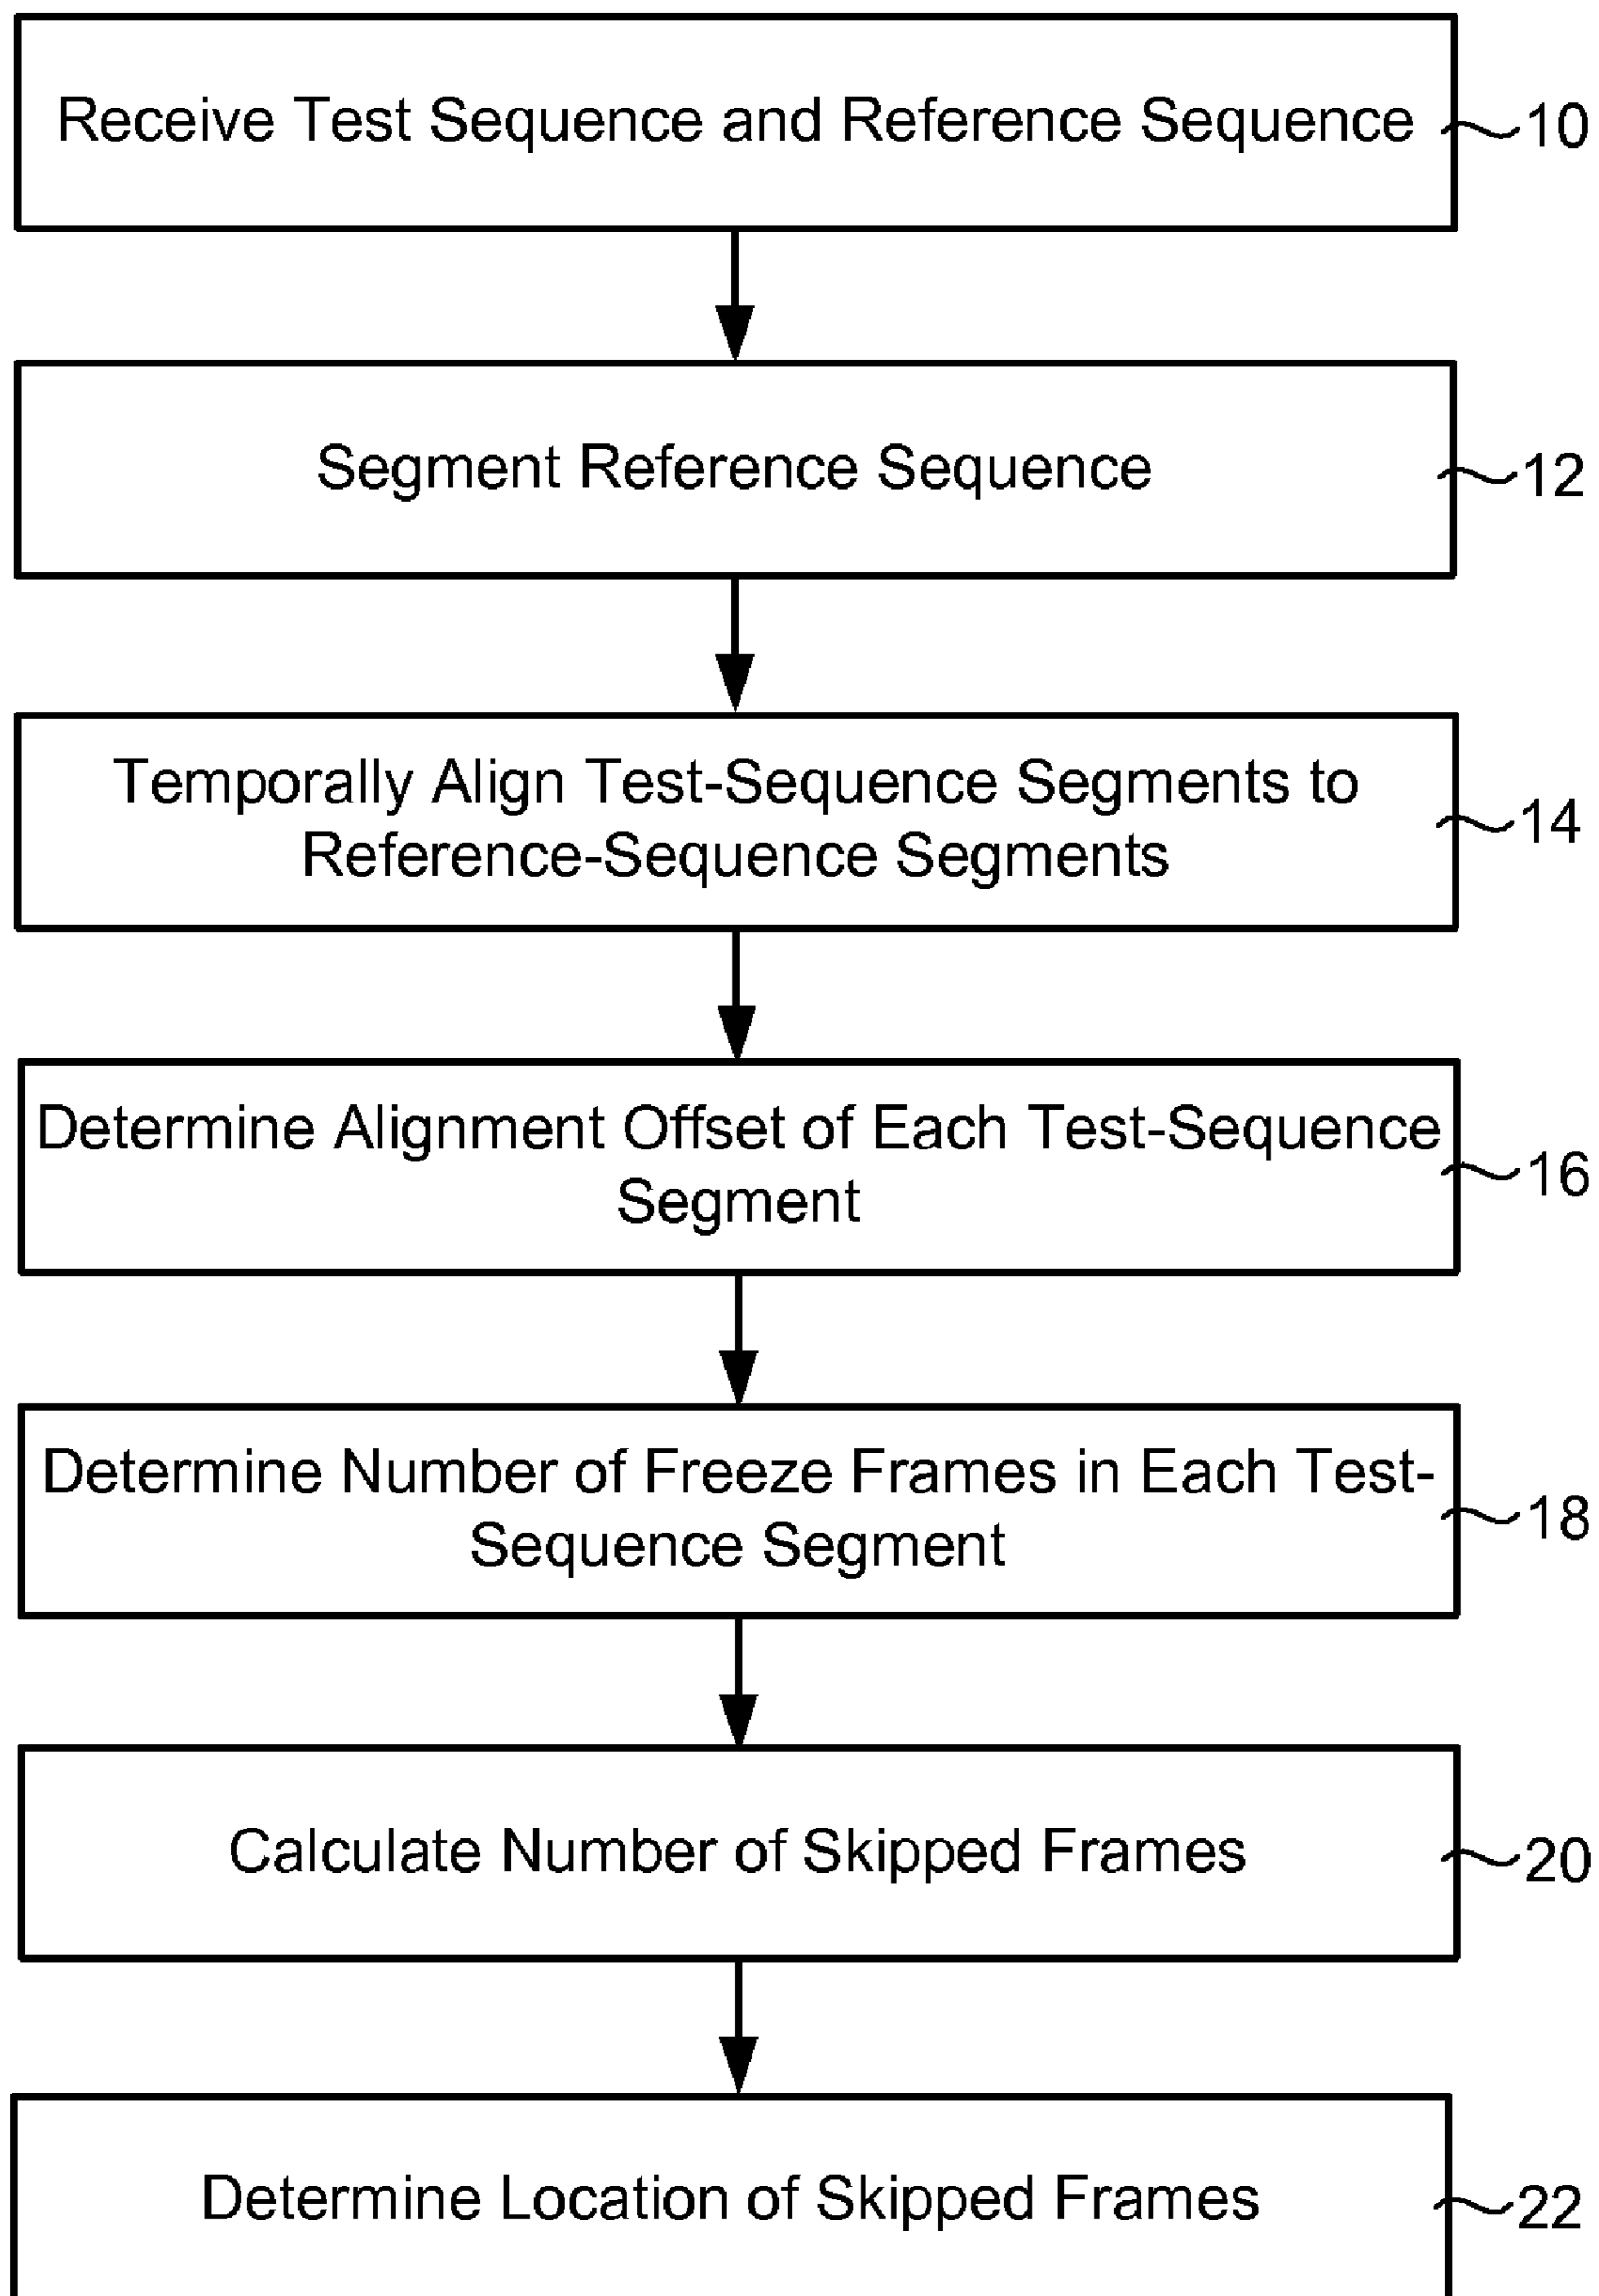 Receive Test Sequence and Reference Sequence
10
Segment Reference Sequence
12
Temporally Align Test-Sequence Segments to
Reference-Sequence Segments
14
Determine Alignment Offset of Each Test-Sequence
Segment
16
Determine Number of Freeze Frames in Each Test-
Sequence Segment
18
Calculate Number of Skipped Frames
20
Determine Location of Skipped Frames
22